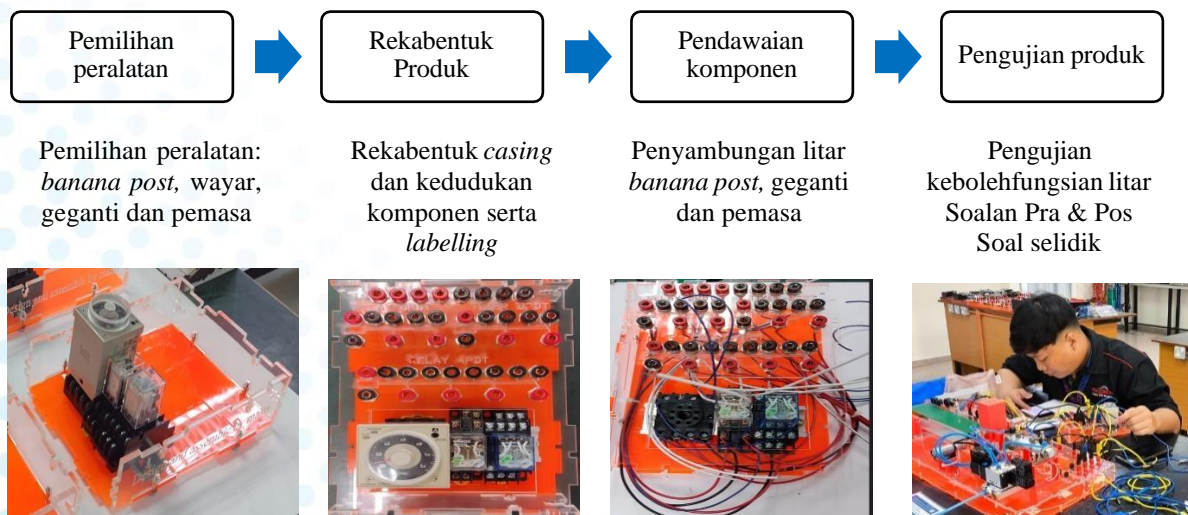 Pemilihan
peralatan
Rekabentuk
Produk
Pendawaian
komponen
Pengujian produk
Pemilihan peralatan:
banana post, wayar,
geganti dan pemasa
Rekabentuk casing
dan kedudukan
komponen serta
labelling
Penyambungan litar
banana post, geganti
dan pemasa
Pengujian
kebolehfungsian litar
Soalan Pra & Pos
Soal selidik
RELAY 4PDT